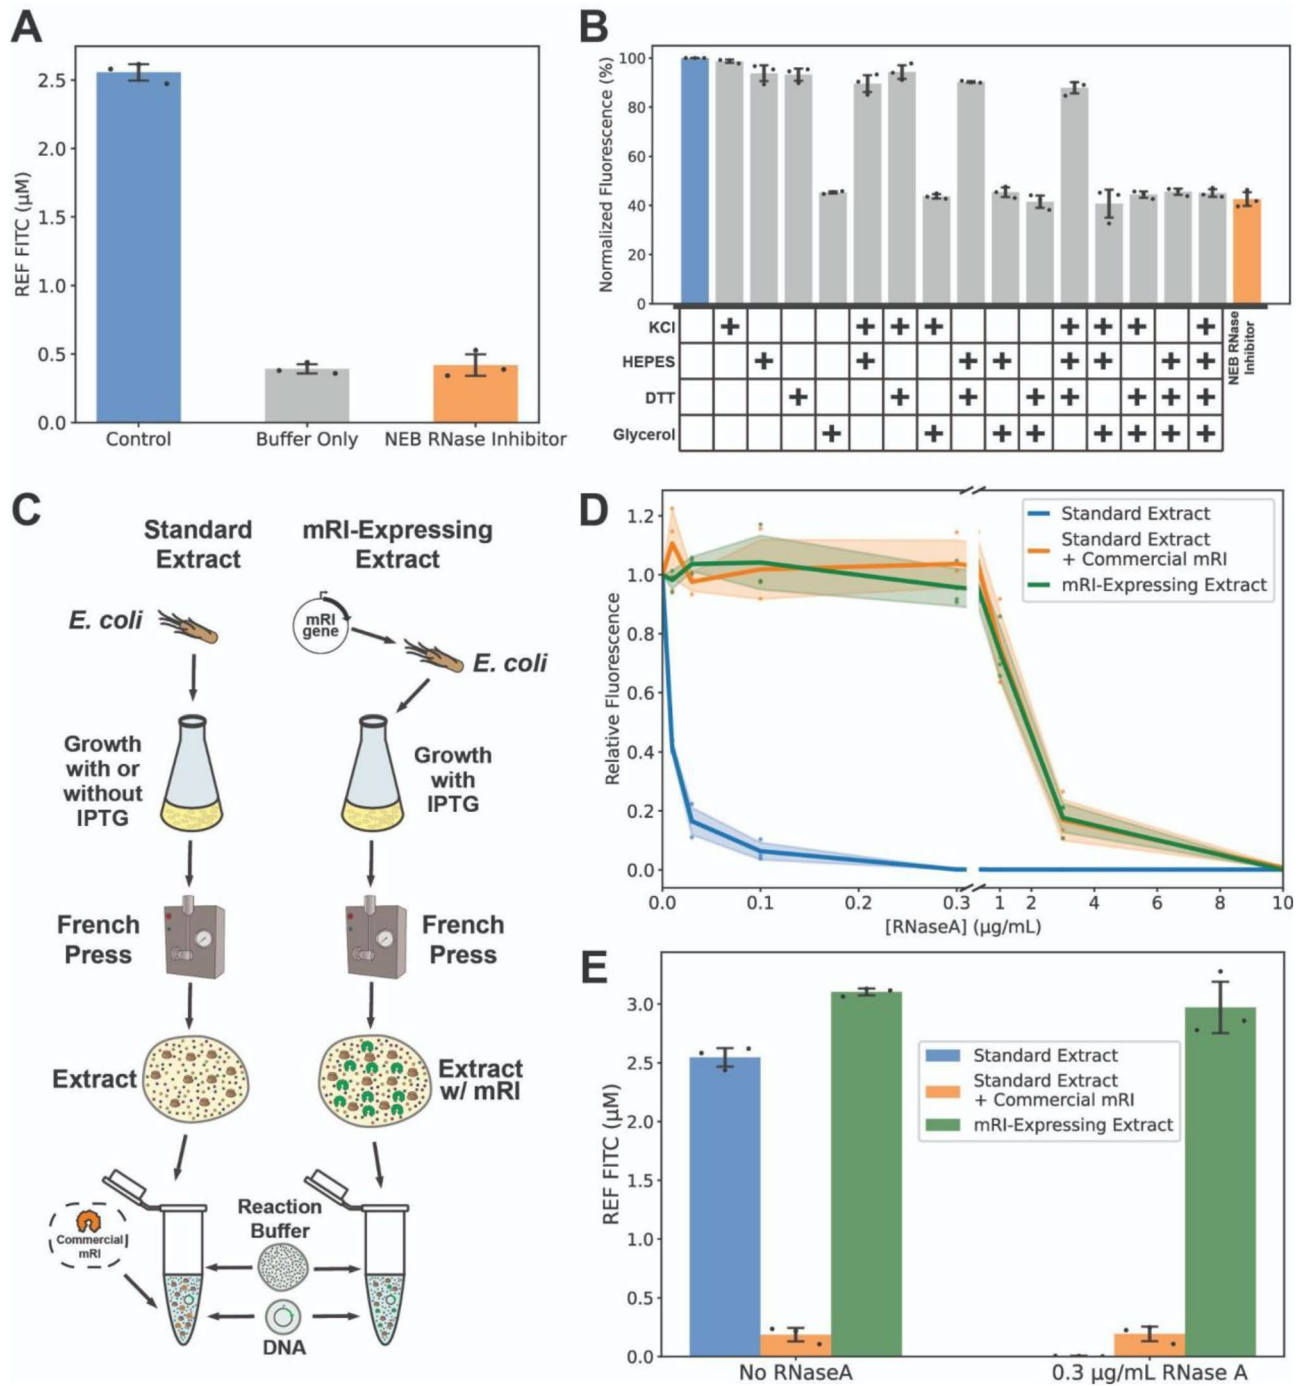 A
REF FITC (μM)
2.5
2.0
1.5
1.0
0.5
0.0
Control
Buffer Only
NEB RNase Inhibitor
B
Normalized Fluorescence (%)
100
80
60
40
20
0
KCl + + + + + + + +
HEPES + + + + + + + +
DTT + + + + + + + +
Glycerol + + + + + + + +
NEB RNase
Inhibitor
C
Standard
Extract
mRI-Expressing
Extract
E. coli
mRI
gene
E. coli
Growth
with or
without
IPTG
Growth
with
IPTG
French
Press
French
Press
Extract
Extract
w/ mRI
Commercial
mRI
Reaction
Buffer
DNA
D
Relative Fluorescence
1.2
1.0
0.8
0.6
0.4
0.2
0.0
Standard Extract
Standard Extract
+ Commercial mRI
mRI-Expressing Extract
0.0 0.1 0.2 0.3 1 2 4 6 8 10
[RNaseA] (μg/mL)
E
REF FITC (μM)
3.0
2.5
2.0
1.5
1.0
0.5
0.0
Standard Extract
Standard Extract
+ Commercial mRI
mRI-Expressing Extract
No RNaseA
0.3 μg/mL RNase A